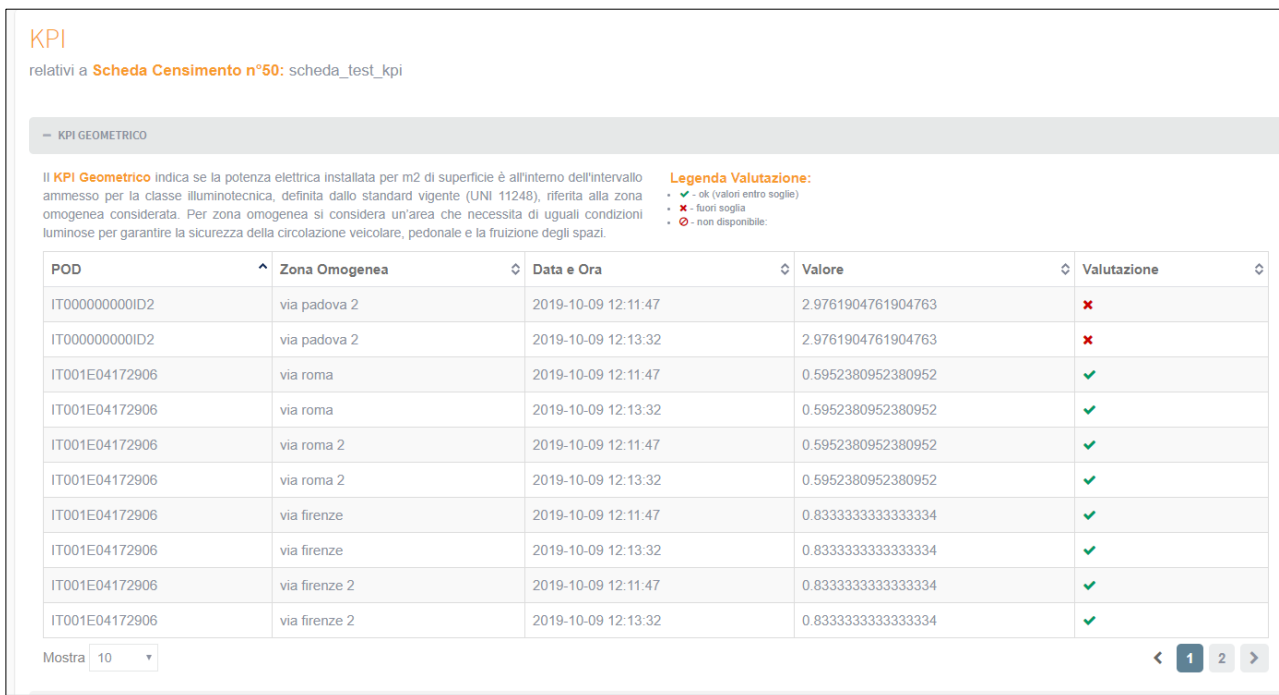 KPI
relativi a Scheda Censimento n°50: scheda_test_kpi
KPI GEOMETRICO
Il KPI Geometrico indica se la potenza elettrica installata per m2 di superficie è all'interno dell'intervallo
ammesso per la classe illuminotecnica, definita dallo standard vigente (UNI 11248), riferita alla zona
omogenea considerata. Per zona omogenea si considera un'area che necessita di uguali condizioni
luminose per garantire la sicurezza della circolazione veicolare, pedonale e la fruizione degli spazi.
Legenda Valutazione:
- ok (valori entro soglie)
- fuori soglia
- non disponibile:
POD Zona Omogenea Data e Ora Valore Valutazione
IT000000000ID2 via padova 2 2019-10-09 12:11:47 2.9761904761904763
IT000000000ID2 via padova 2 2019-10-09 12:13:32 2.9761904761904763
IT001E04172906 via roma 2019-10-09 12:11:47 0.5952380952380952
IT001E04172906 via roma 2019-10-09 12:13:32 0.5952380952380952
IT001E04172906 via roma 2 2019-10-09 12:11:47 0.5952380952380952
IT001E04172906 via roma 2 2019-10-09 12:13:32 0.5952380952380952
IT001E04172906 via firenze 2019-10-09 12:11:47 0.8333333333333334
IT001E04172906 via firenze 2019-10-09 12:13:32 0.8333333333333334
IT001E04172906 via firenze 2 2019-10-09 12:11:47 0.8333333333333334
IT001E04172906 via firenze 2 2019-10-09 12:13:32 0.8333333333333334
Mostra 10
1 2